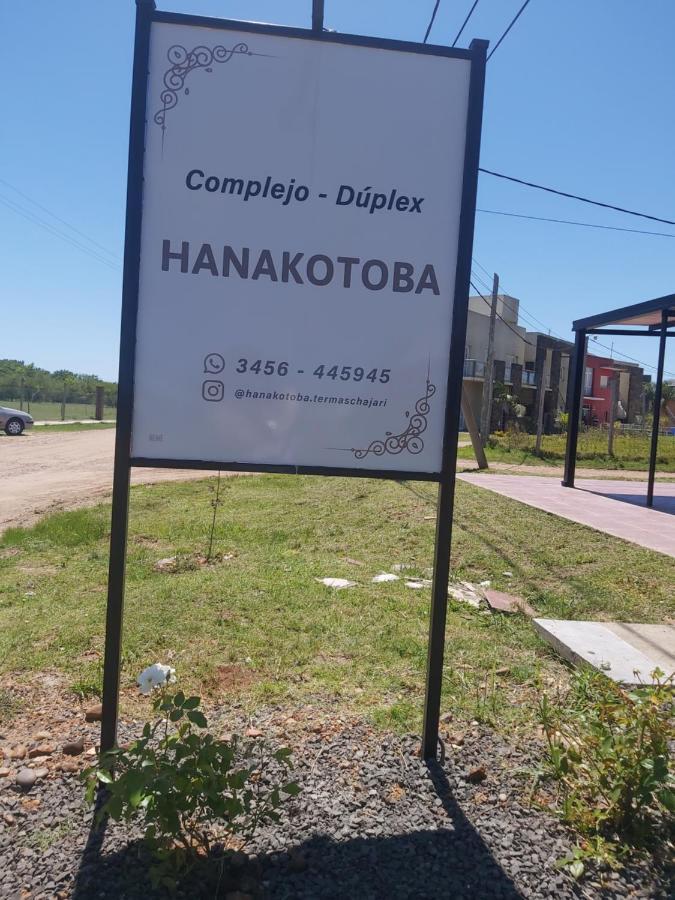 Complejo - Dúplex
HANAKOTOBA
3456 - 445945
@hanakotoba.termaschajari